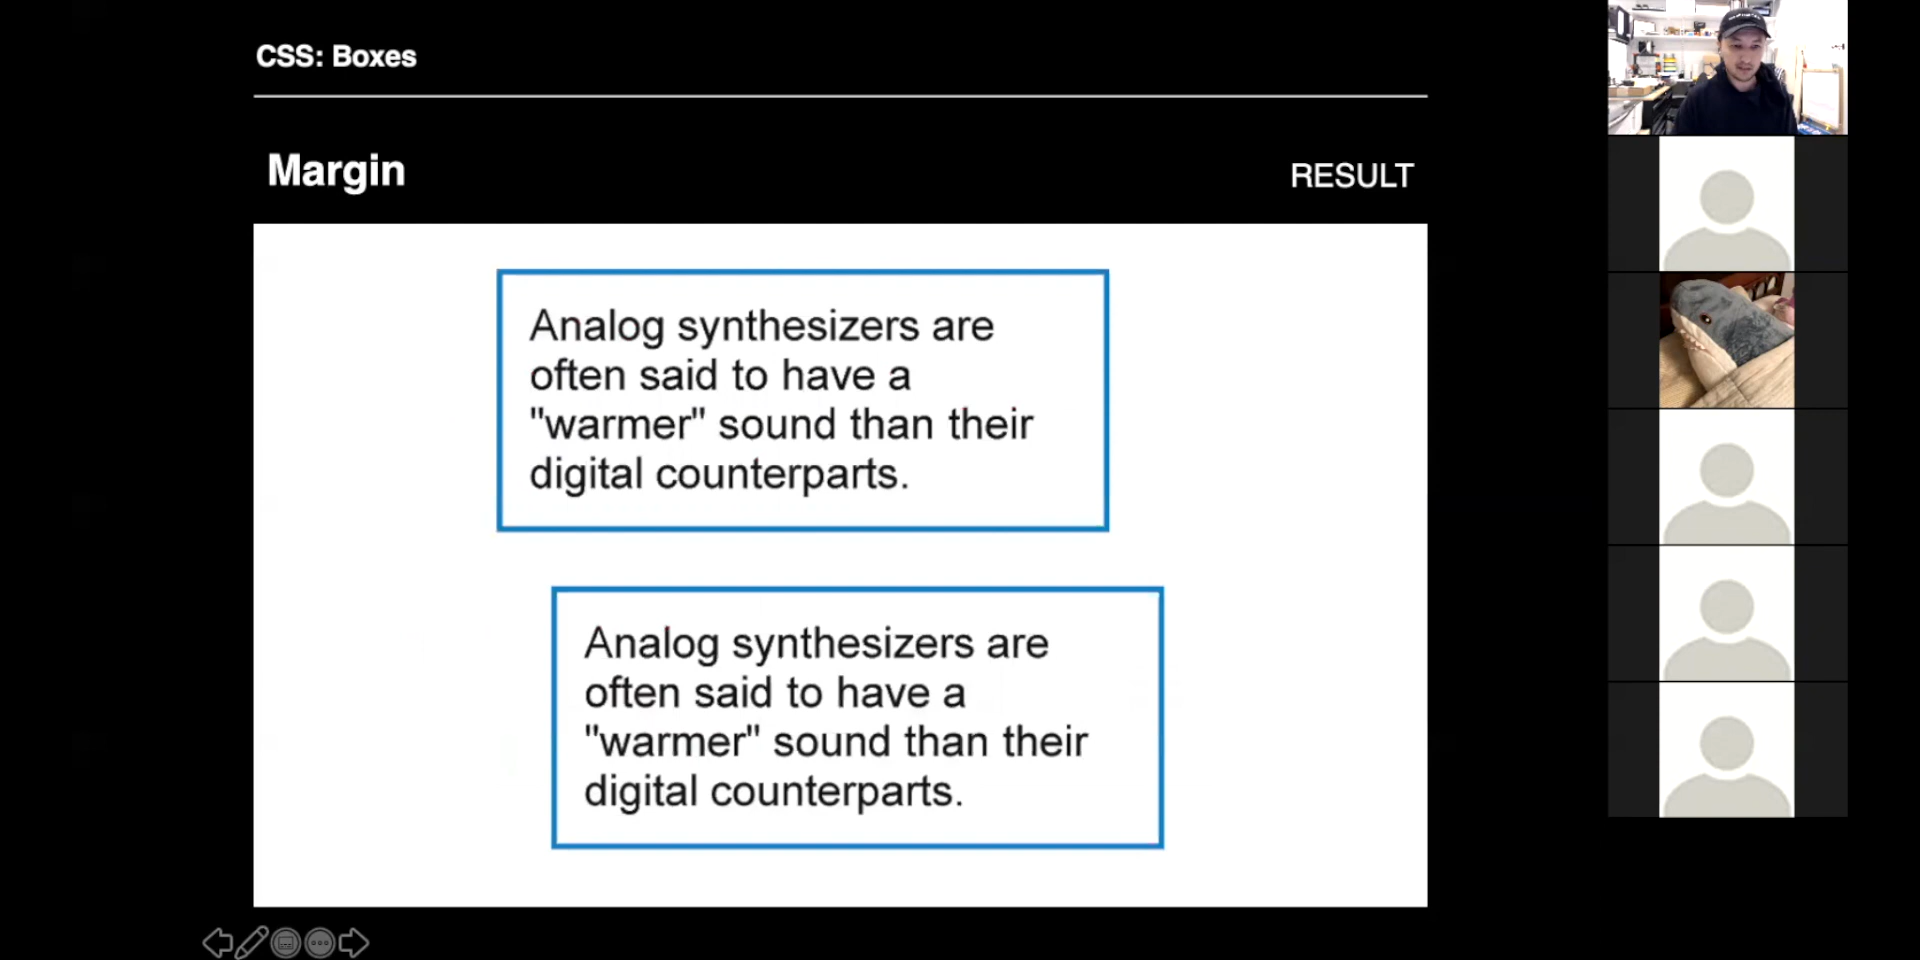 CSS: Boxes
Margin
RESULT
Analog synthesizers are
often said to have a
"warmer" sound than their
digital counterparts.
Analog synthesizers are
often said to have a
"warmer" sound than their
digital counterparts.